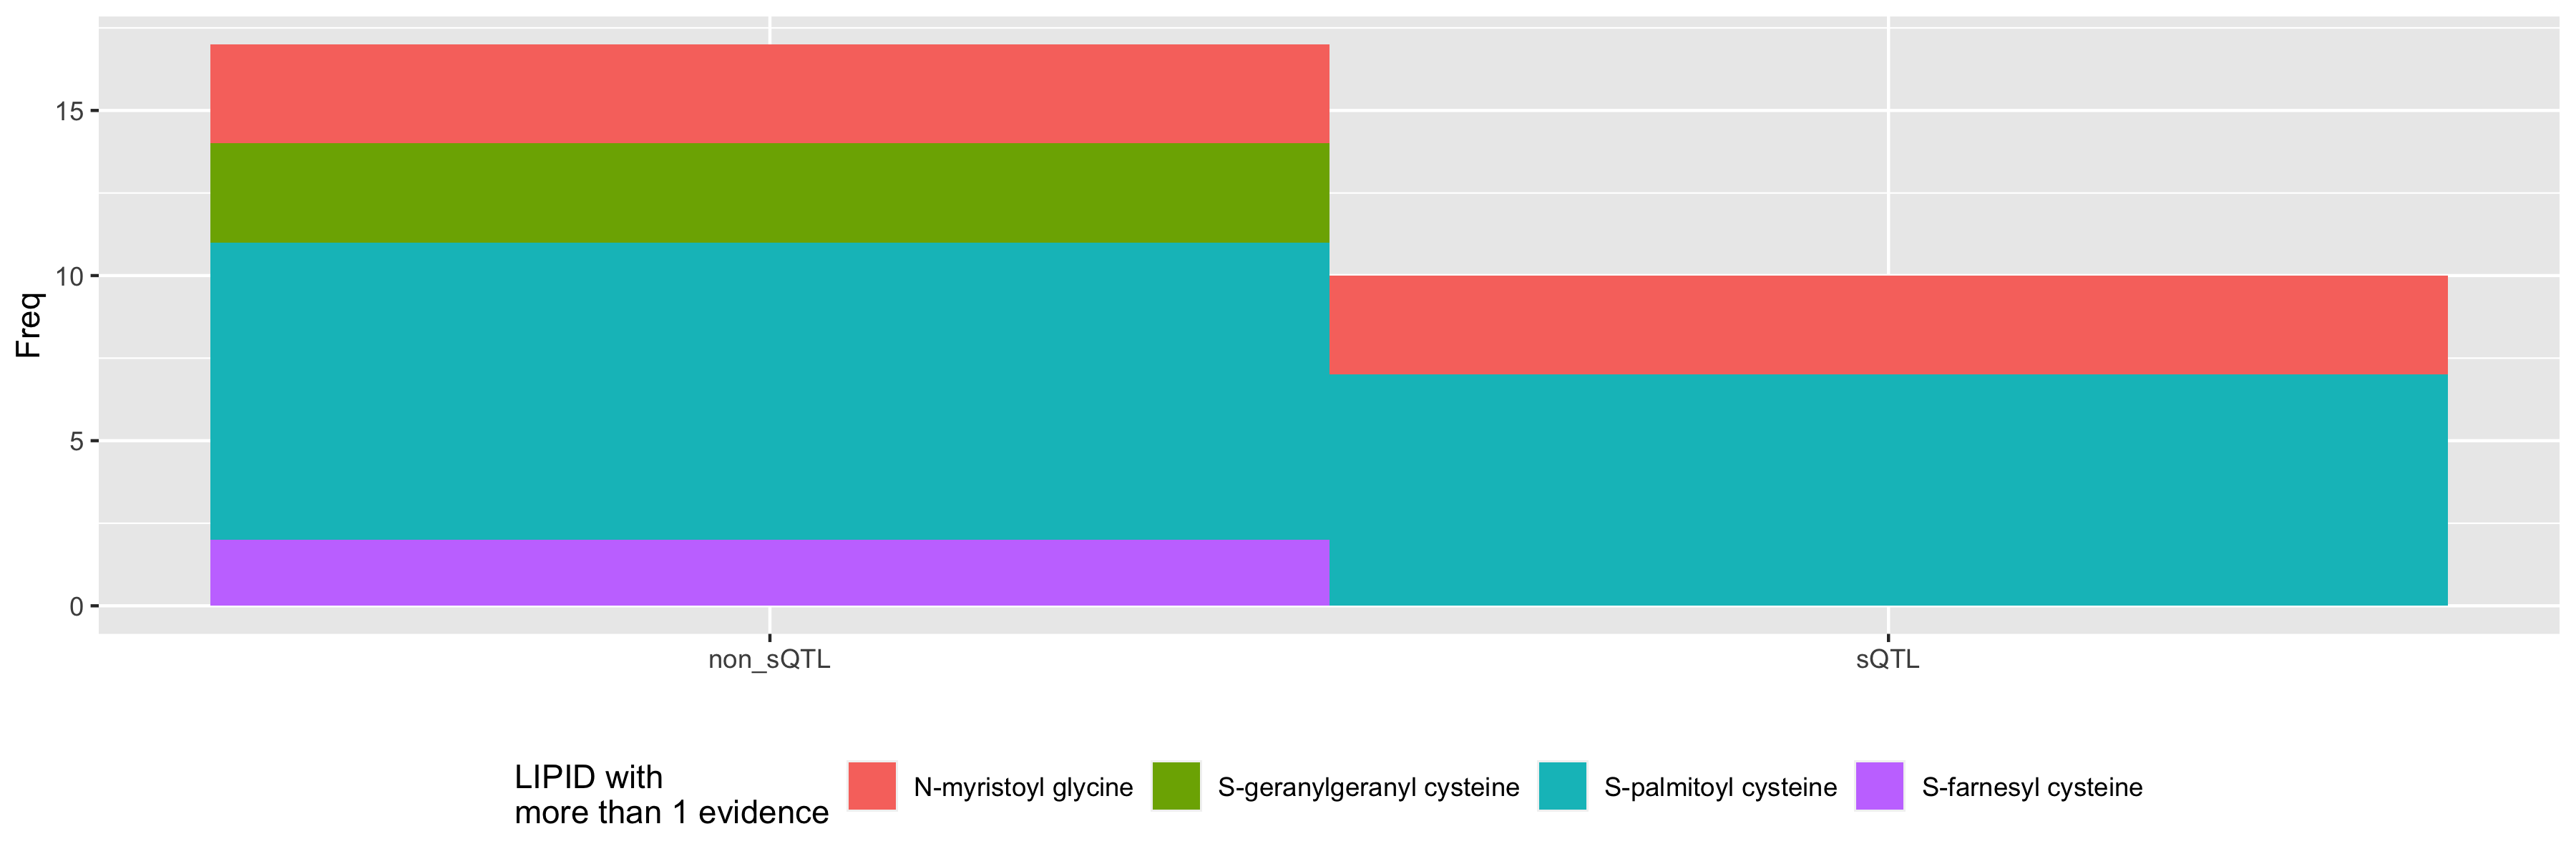 Freq
15
10
5
0
non_sQTL sQTL
LIPID with
more than 1 evidence
N-myristoyl glycine S-geranylgeranyl cysteine S-palmitoyl cysteine S-farnesyl cysteine